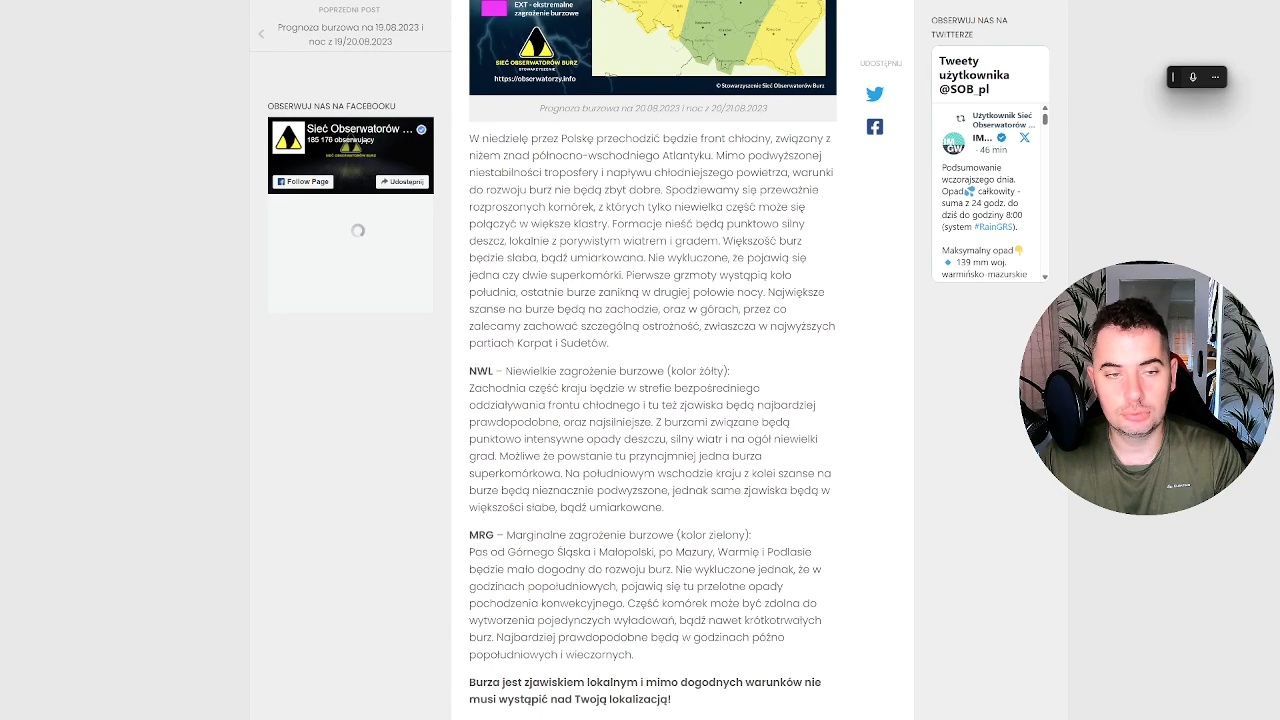 POPRZEDNI POST
Prognoza burzowa na 19.08.2023 i
noc z 19/20.08.2023
OBSERWUJ NAS NA FACEBOOKU
Sieć Obserwatorów ...
185 176 obserwujący
Follow Page
Udostępnij
EXT - ekstremalne
zagrożenie burzowe
SIEĆ OBSERWATORÓW BURZ
STOWARZYSZENIE
https://obserwatorzy.info
© Stowarzyszenie Sieć Obserwatorów Burz
Prognoza burzowa na 20.08.2023 i noc z 20/21.08.2023
W niedzielę przez Polskę przechodzić będzie front chłodny, związany z
niżem znad północno-wschodniego Atlantyku. Mimo podwyższonej
niestabilności troposfery i napływu chłodniejszego powietrza, warunki
do rozwoju burz nie będą zbyt dobre. Spodziewamy się przeważnie
rozproszonych komórek, z których tylko niewielka część może się
połączyć w większe klastry. Formacje nieść będą punktowo silny
deszcz, lokalnie z porywistym wiatrem i gradem. Większość burz
będzie słaba, bądź umiarkowana. Nie wykluczone, że pojawią się
jedna czy dwie superkomórki. Pierwsze grzmoty wystąpią koło
południa, ostatnie burze zanikną w drugiej połowie nocy. Największe
szanse na burze będą na zachodzie, oraz w górach, przez co
zalecamy zachować szczególną ostrożność, zwłaszcza w najwyższych
partiach Karpat i Sudetów.
NWL – Niewielkie zagrożenie burzowe (kolor żółty):
Zachodnia część kraju będzie w strefie bezpośredniego
oddziaływania frontu chłodnego i tu też zjawiska będą najbardziej
prawdopodobne, oraz najsilniejsze. Z burzami związane będą
punktowo intensywne opady deszczu, silny wiatr i na ogół niewielki
grad. Możliwe że powstanie tu przynajmniej jedna burza
superkomórkowa. Na południowym wschodzie kraju z kolei szanse na
burze będą nieznacznie podwyższone, jednak same zjawiska będą w
większości słabe, bądź umiarkowane.
MRG – Marginalne zagrożenie burzowe (kolor zielony):
Pas od Górnego Śląska i Małopolski, po Mazury, Warmię i Podlasie
będzie mało dogodny do rozwoju burz. Nie wykluczone jednak, że w
godzinach popołudniowych, pojawią się tu przelotne opady
pochodzenia konwekcyjnego. Część komórek może być zdolna do
wytworzenia pojedynczych wyładowań, bądź nawet krótkotrwałych
burz. Najbardziej prawdopodobne będą w godzinach późno
popołudniowych i wieczornych.
Burza jest zjawiskiem lokalnym i mimo dogodnych warunków nie
musi wystąpić nad Twoją lokalizacją!
UDOSTĘPNIJ
OBSERWUJ NAS NA
TWITTERZE
Tweety
użytkownika
@SOB_pl
Użytkownik Sieć
Obserwatorów ...
IM...
· 46 min
Podsumowanie
wczorajszego dnia.
Opad💦 całkowity -
suma z 24 godz. do
dziś do godziny 8:00
(system #RainGRS).
Maksymalny opad👇
🔹 139 mm woj.
warmińsko-mazurskie